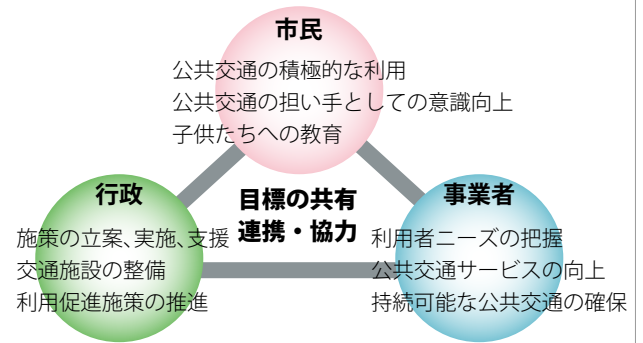 市民
公共交通の積極的な利用
公共交通の担い手としての意識向上
子供たちへの教育
目標の共有
連携・協力
行政
施策の立案、実施、支援
交通施設の整備
利用促進施策の推進
事業者
利用者ニーズの把握
公共交通サービスの向上
持続可能な公共交通の確保